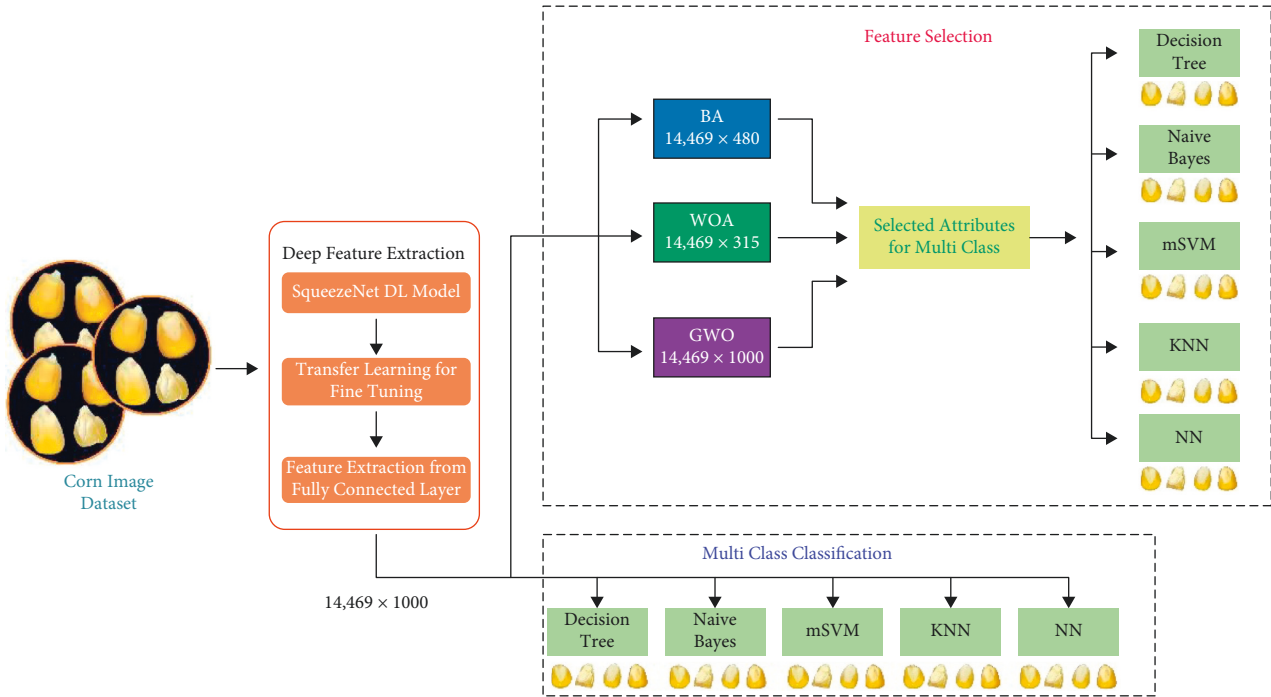 Corn Image
Dataset
Deep Feature Extraction
SqueezeNet DL Model
Transfer Learning for
Fine Tuning
Feature Extraction from
Fully Connected Layer
14,469 × 1000
Feature Selection
BA
14,469 × 480
WOA
14,469 × 315
GWO
14,469 × 1000
Selected Attributes
for Multi Class
Decision
Tree
Naive
Bayes
mSVM
KNN
NN
Multi Class Classification
Decision
Tree
Naive
Bayes
mSVM
KNN
NN